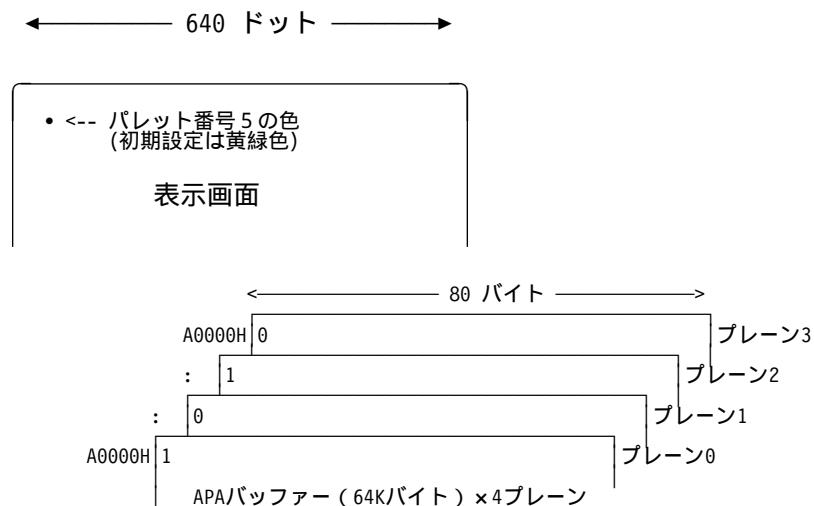 640 ドット
• <-- パレット番号５の色
(初期設定は黄緑色)
表示画面
<———— 80 バイト ————>
A0000H 0 プレーン3
: 1 プレーン2
: 0 プレーン1
A0000H 1 プレーン0
APAバッファー（64Kバイト）×4プレーン